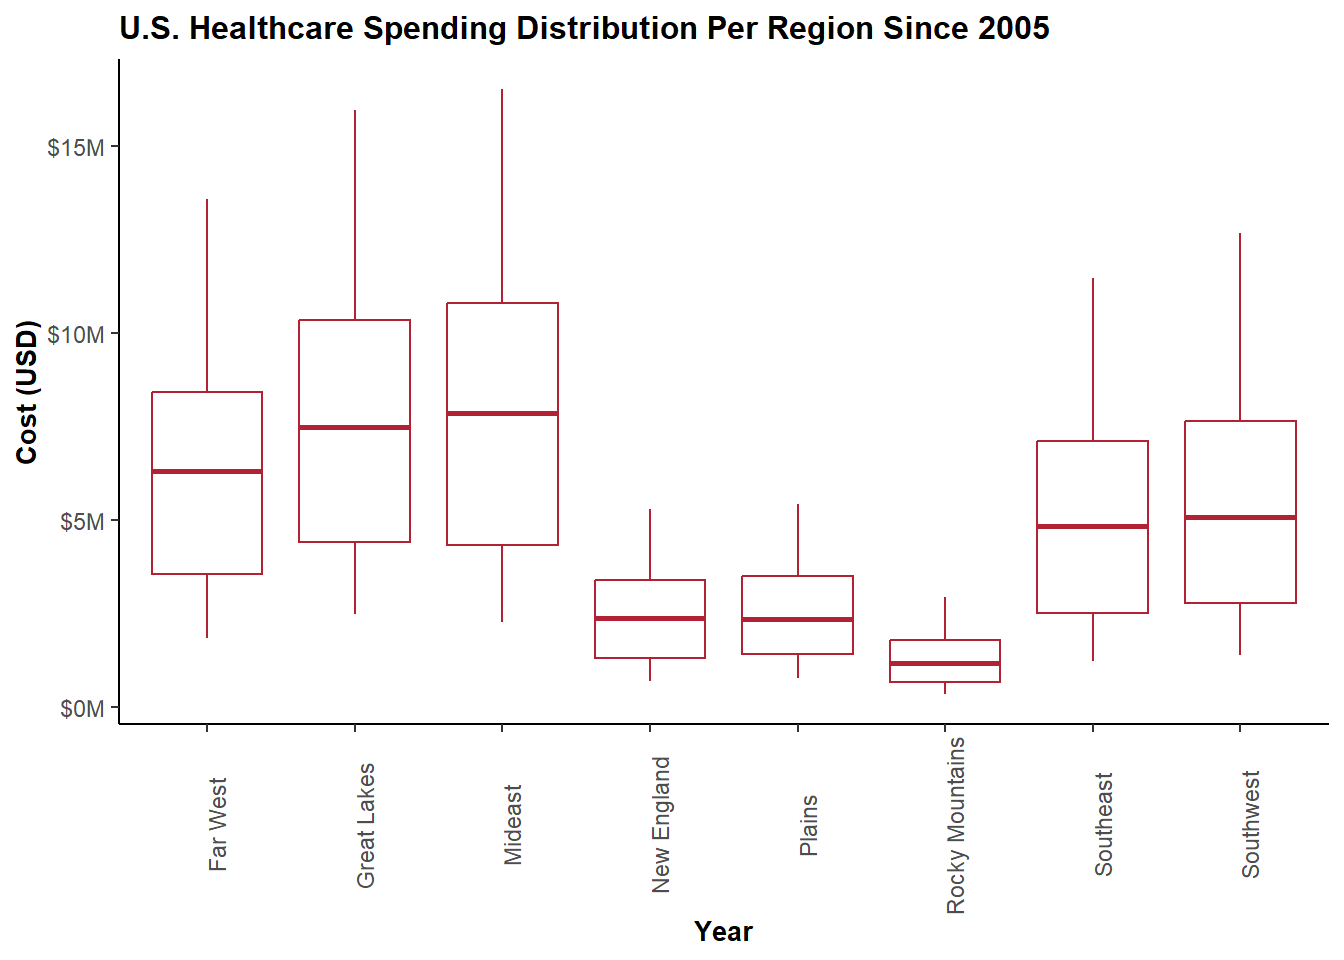 U.S. Healthcare Spending Distribution Per Region Since 2005
Cost (USD)
$15M
$10M
$5M
$0M
Far West
Great Lakes
Mideast
New England
Plains
Rocky Mountains
Southeast
Southwest
Year